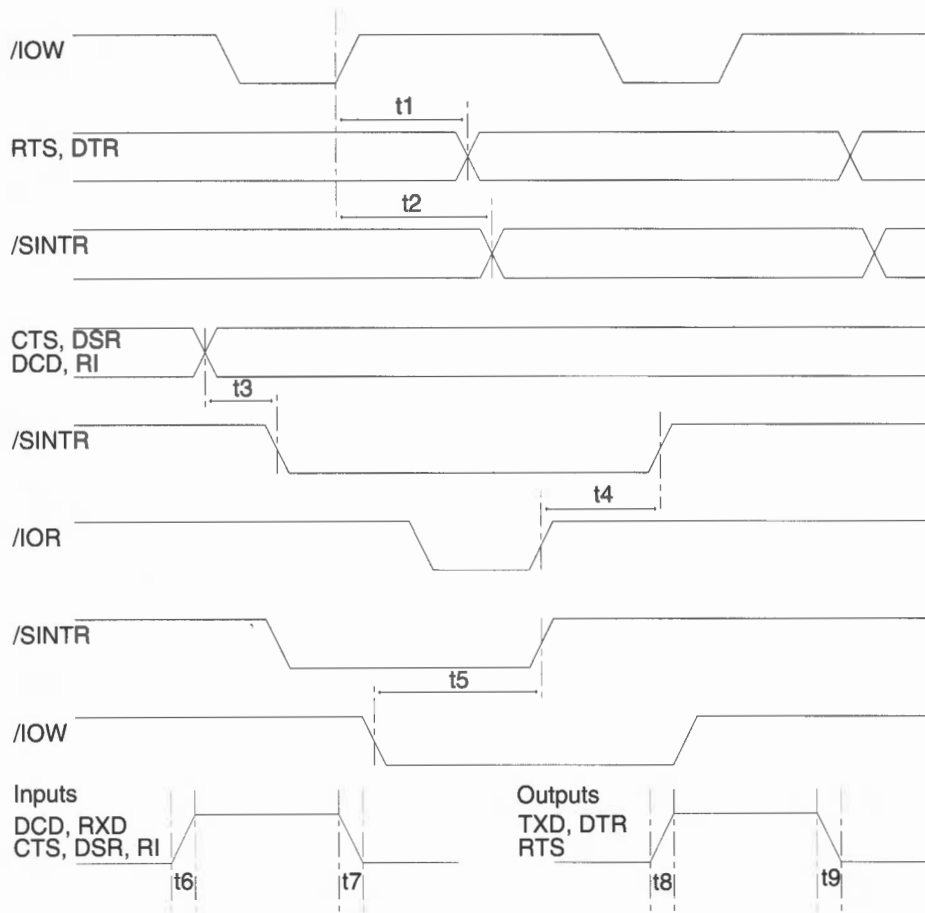 /IOW
t1
RTS, DTR
t2
/SINTR
CTS, DSR
DCD, RI
t3
/SINTR
t4
/IOR
/SINTR
t5
/IOW
Inputs
DCD, RXD
CTS, DSR, RI
t6
t7
Outputs
TXD, DTR
RTS
t8
t9